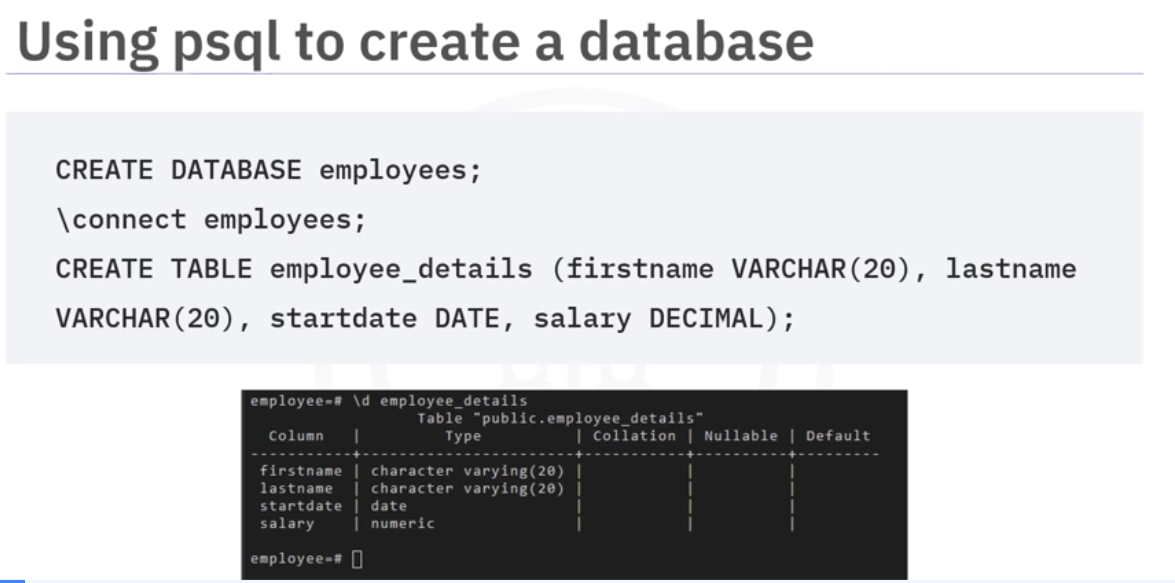 Using psql to create a database
CREATE DATABASE employees;
\connect employees;
CREATE TABLE employee_details (firstname VARCHAR(20), lastname
VARCHAR(20), startdate DATE, salary DECIMAL);
employee=# \d employee_details
Table "public.employee_details"
Column | Type | Collation | Nullable | Default
-----------+-----------------------+-----------+----------+---------
firstname | character varying(20) | | |
lastname | character varying(20) | | |
startdate | date | | |
salary | numeric | | |
employee=#